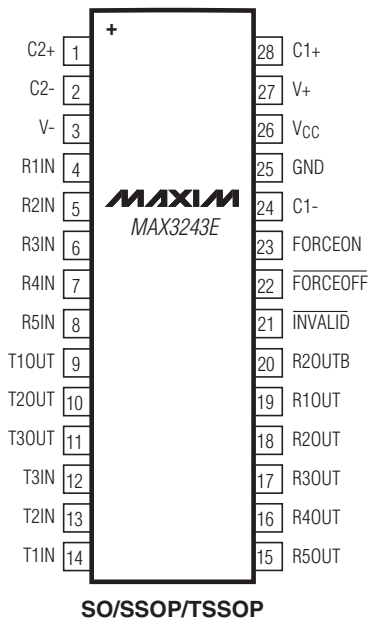 +
C2+ 1 28 C1+
C2- 2 27 V+
V- 3 26 VCC
R1IN 4 25 GND
R2IN 5 MAXIM 24 C1-
R3IN 6 MAX3243E 23 FORCEON
R4IN 7 22 FORCEOFF
R5IN 8 21 INVALID
T1OUT 9 20 R2OUTB
T2OUT 10 19 R1OUT
T3OUT 11 18 R2OUT
T3IN 12 17 R3OUT
T2IN 13 16 R4OUT
T1IN 14 15 R5OUT
SO/SSOP/TSSOP